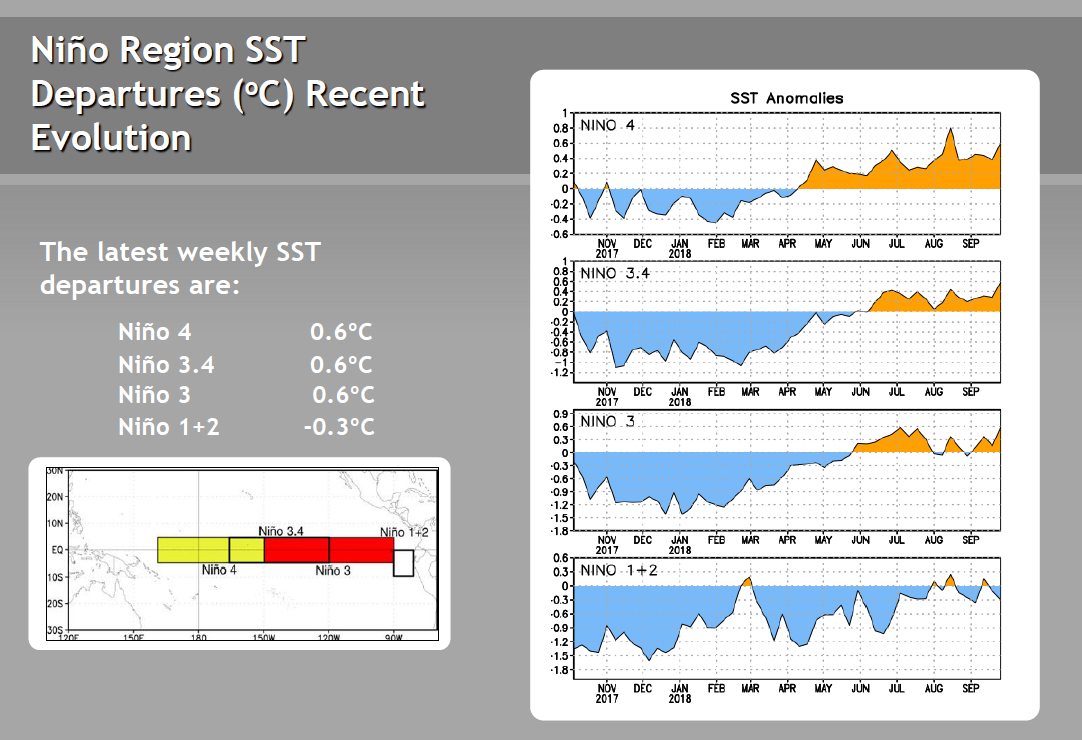 Niño Region SST
Departures (ºC) Recent
Evolution
The latest weekly SST
departures are:
Niño 4 0.6ºC
Niño 3.4 0.6ºC
Niño 3 0.6ºC
Niño 1+2 -0.3ºC
30N
20N
10N
EQ
10S
20S
30S
120E 150E 180 150W 120W 90W
Niño 3.4
Niño 1+2
Niño 4
Niño 3
SST Anomalies
NINO 4
1
0.8
0.6
0.4
0.2
0
-0.2
-0.4
-0.6
NOV DEC JAN FEB MAR APR MAY JUN JUL AUG SEP
2017 2018
NINO 3.4
1
0.8
0.6
0.4
0.2
0
-0.2
-0.4
-0.6
-0.8
-1
-1.2
NOV DEC JAN FEB MAR APR MAY JUN JUL AUG SEP
2017 2018
NINO 3
0.9
0.6
0.3
0
-0.3
-0.6
-0.9
-1.2
-1.5
-1.8
NOV DEC JAN FEB MAR APR MAY JUN JUL AUG SEP
2017 2018
NINO 1+2
0.6
0.3
0
-0.3
-0.6
-0.9
-1.2
-1.5
-1.8
NOV DEC JAN FEB MAR APR MAY JUN JUL AUG SEP
2017 2018